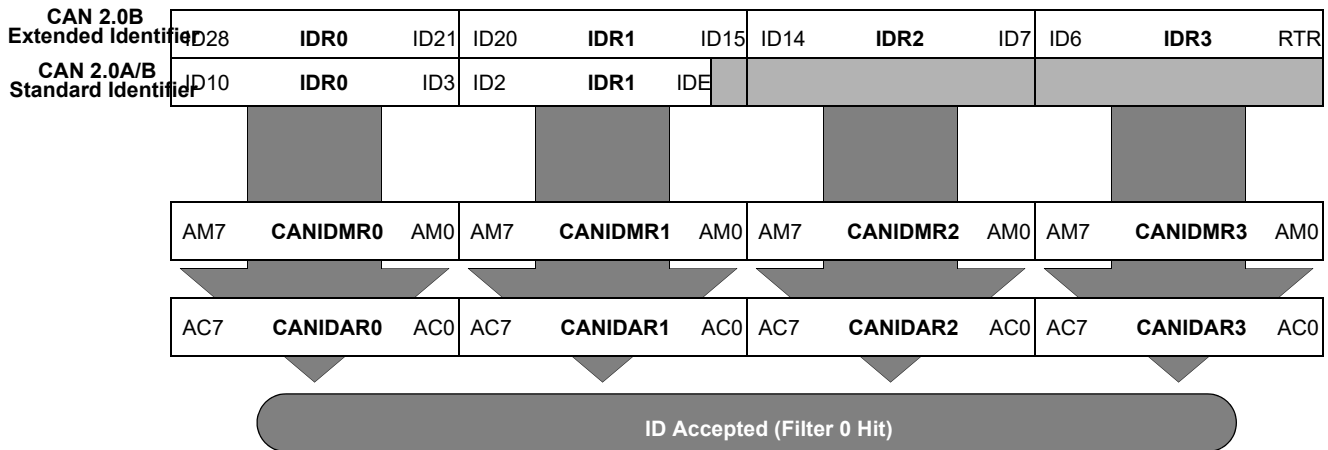 CAN 2.0B
Extended Identifier ID28 IDR0 ID21 ID20 IDR1 ID15 ID14 IDR2 ID7 ID6 IDR3 RTR
CAN 2.0A/B
Standard Identifier ID10 IDR0 ID3 ID2 IDR1 IDE
AM7 CANIDMR0 AM0 AM7 CANIDMR1 AM0 AM7 CANIDMR2 AM0 AM7 CANIDMR3 AM0
AC7 CANIDAR0 AC0 AC7 CANIDAR1 AC0 AC7 CANIDAR2 AC0 AC7 CANIDAR3 AC0
ID Accepted (Filter 0 Hit)